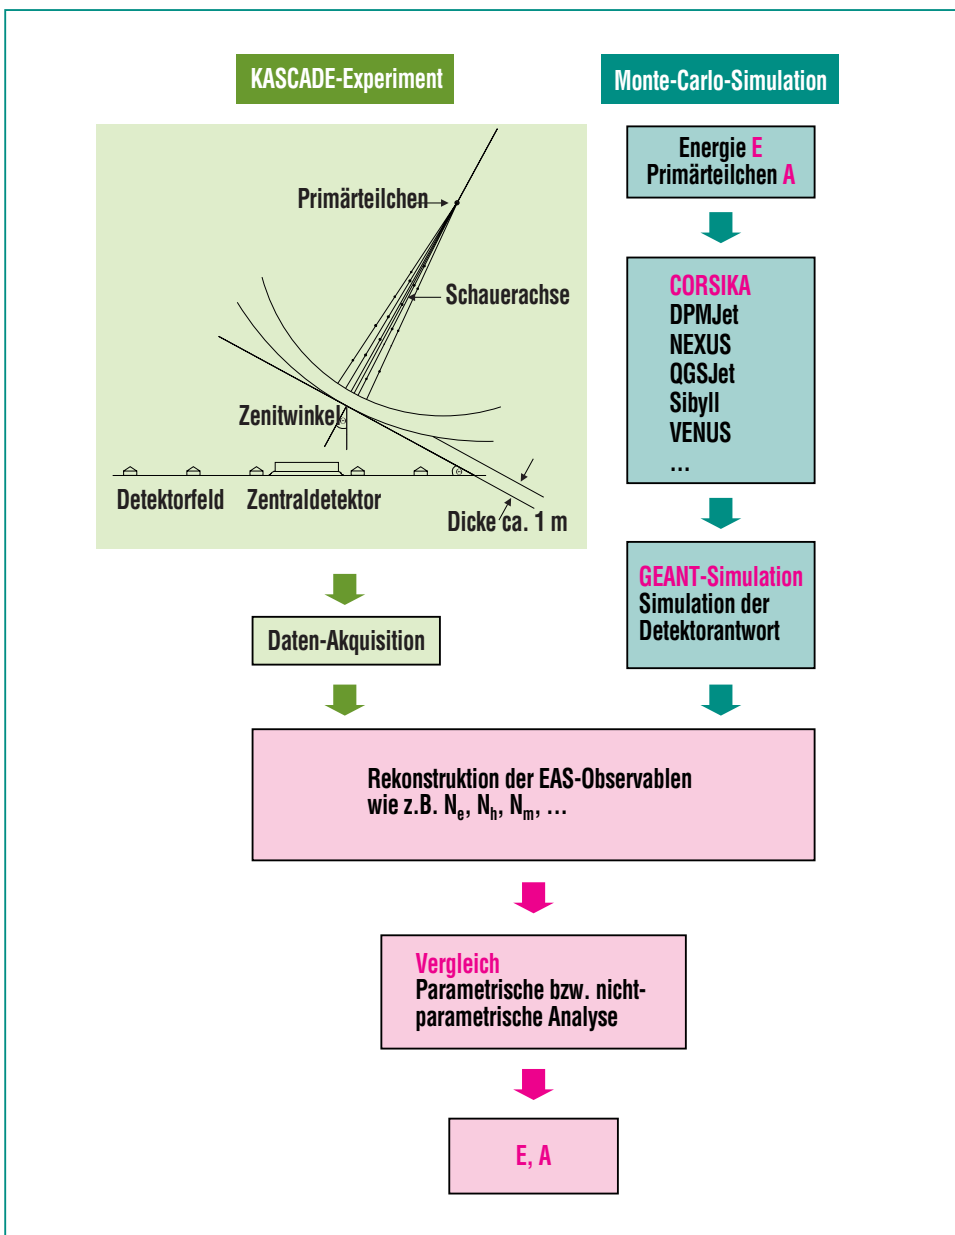 KASCADE-Experiment
Primärteilchen
Schauerachse
Zenitwinkel
Θ
Θ
Detektorfeld
Zentraldetektor
Dicke ca. 1 m
Daten-Akquisition
Monte-Carlo-Simulation
Energie E
Primärteilchen A
CORSIKA
DPMJet
NEXUS
QGSJet
Sibyll
VENUS
...
GEANT-Simulation
Simulation der
Detektorantwort
Rekonstruktion der EAS-Observablen
wie z.B. Ne, Nh, Nm, ...
Vergleich
Parametrische bzw. nicht-
parametrische Analyse
E, A